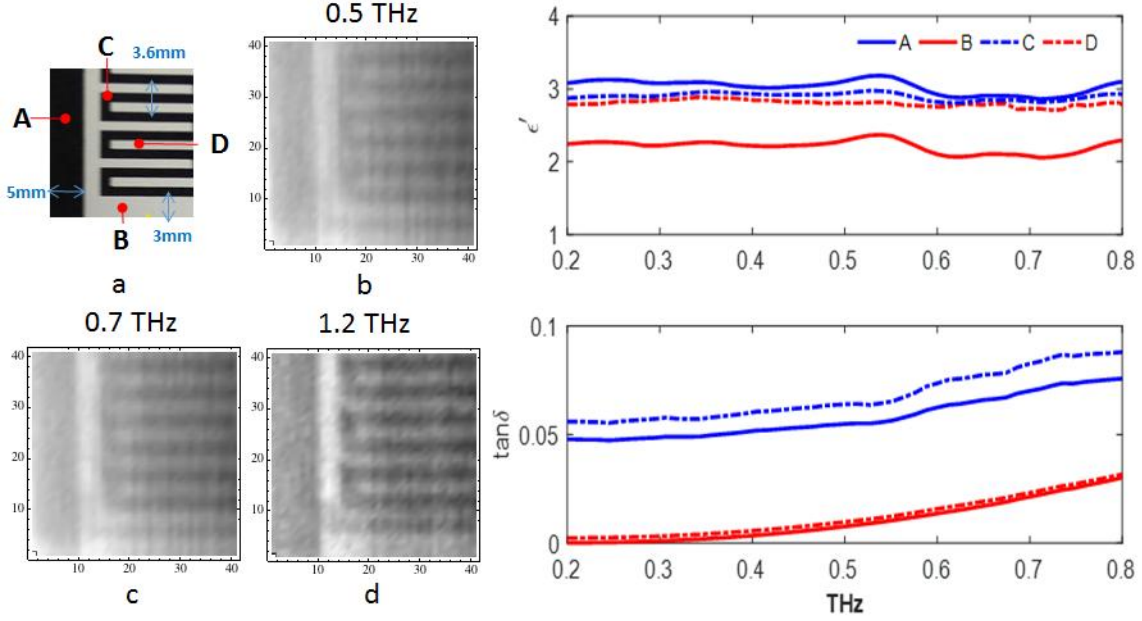 C
3.6mm
A
D
5mm
B
3mm
a
0.5 THz
40
30
20
10
10 20 30 40
b
0.7 THz
40
30
20
10
10 20 30 40
c
1.2 THz
40
30
20
10
10 20 30 40
d
A B C D
4
3
2
1
ϵ′
0.2 0.3 0.4 0.5 0.6 0.7 0.8
0.1
0.05
0
tanδ
0.2 0.3 0.4 0.5 0.6 0.7 0.8
THz